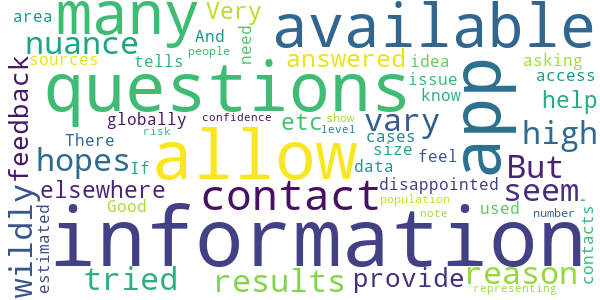 area many And Very available
nuance people need
sources tells answered idea asking
questions issue access
feedback globally etc vary know app help
confidence show
There risk level cases high
hopes If allow size feel
data But
wildly elsewhere contact disappointed seem
estimated Good population used contacts-
information note number
tried results provide reason
representing